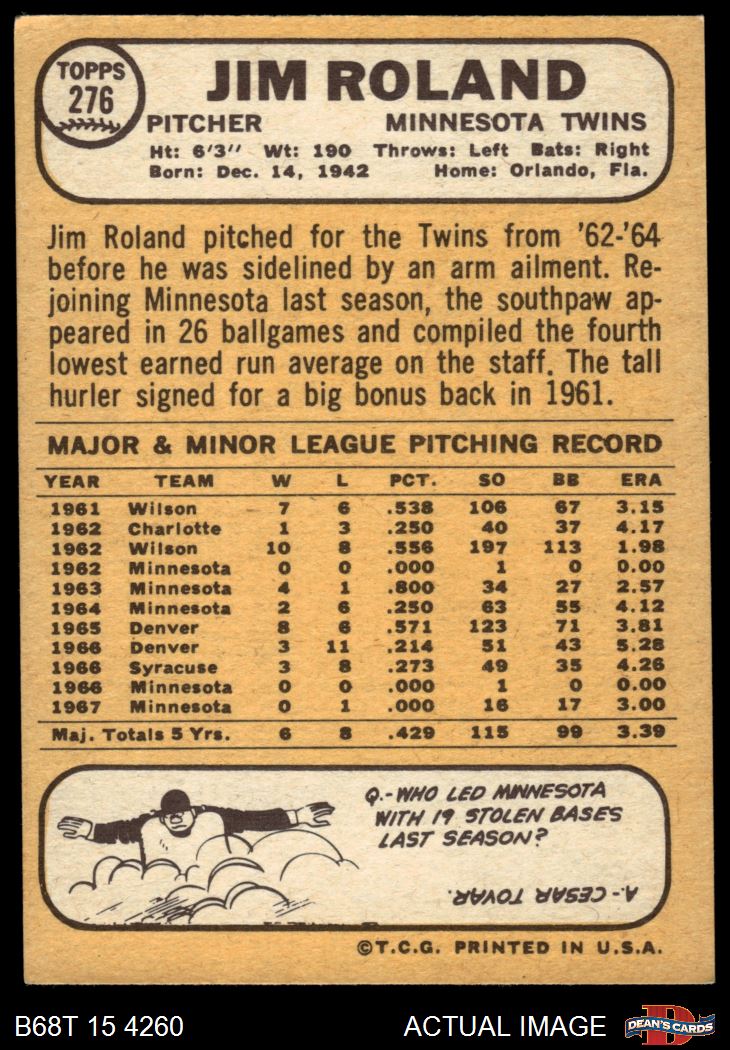 TOPPS
276
JIM ROLAND
PITCHER MINNESOTA TWINS
Ht: 6'3" Wt: 190 Throws: Left Bats: Right
Born: Dec. 14, 1942 Home: Orlando, Fla.
Jim Roland pitched for the Twins from '62-'64
before he was sidelined by an arm ailment. Re-
joining Minnesota last season, the southpaw ap-
peared in 26 ballgames and compiled the fourth
lowest earned run average on the staff. The tall
hurler signed for a big bonus back in 1961.
MAJOR & MINOR LEAGUE PITCHING RECORD
YEAR TEAM W L PCT. SO BB ERA
1961 Wilson 7 6 .538 106 67 3.15
1962 Charlotte 1 3 .250 40 37 4.17
1962 Wilson 10 8 .556 197 113 1.98
1962 Minnesota 0 0 .000 1 0 0.00
1963 Minnesota 4 1 .800 34 27 2.57
1964 Minnesota 2 6 .250 63 55 4.12
1965 Denver 8 6 .571 123 71 3.81
1966 Denver 3 11 .214 51 43 5.28
1966 Syracuse 3 8 .273 49 35 4.26
1966 Minnesota 0 0 .000 1 0 0.00
1967 Minnesota 0 1 .000 16 17 3.00
Maj. Totals 5 Yrs. 6 8 .429 115 99 3.39
Q.-WHO LED MINNESOTA
WITH 19 STOLEN BASES
LAST SEASON?
A.-CESAR TOVAR.
©T.C.G. PRINTED IN U.S.A.
B68T 15 4260 ACTUAL IMAGE
D
DEAN'S CARDS